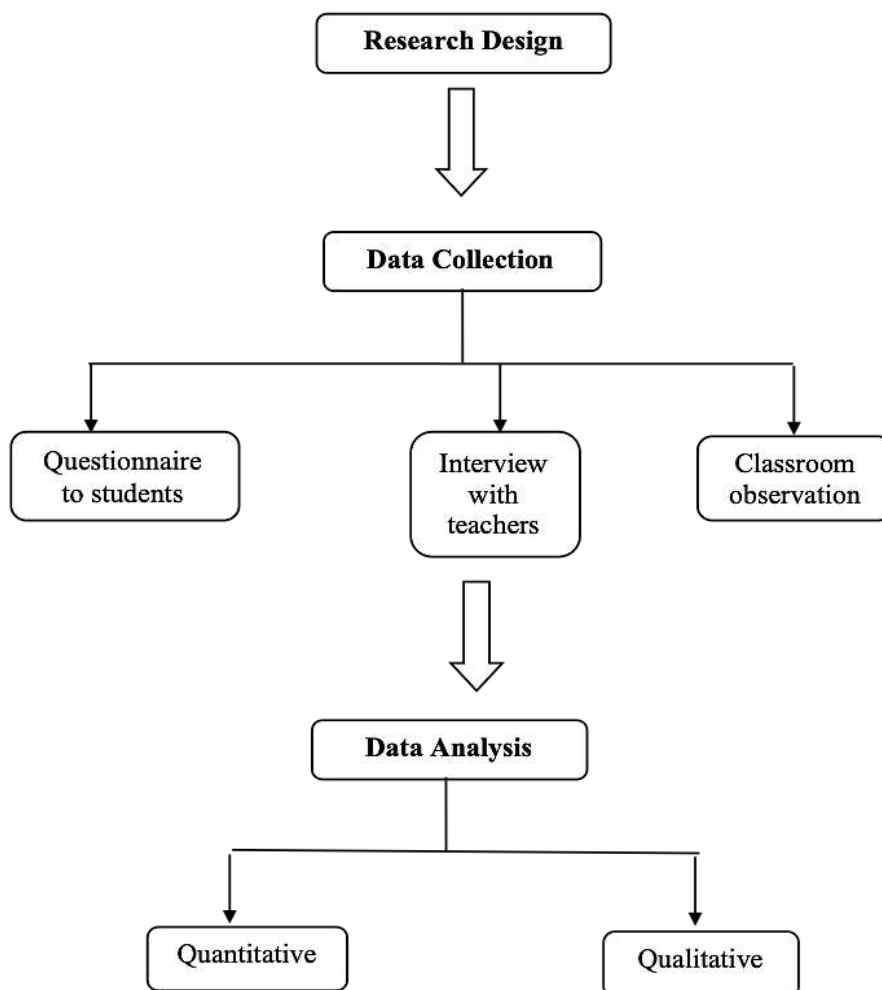 Research Design
Data Collection
Questionnaire
to students
Interview
with
teachers
Classroom
observation
Data Analysis
Quantitative
Qualitative